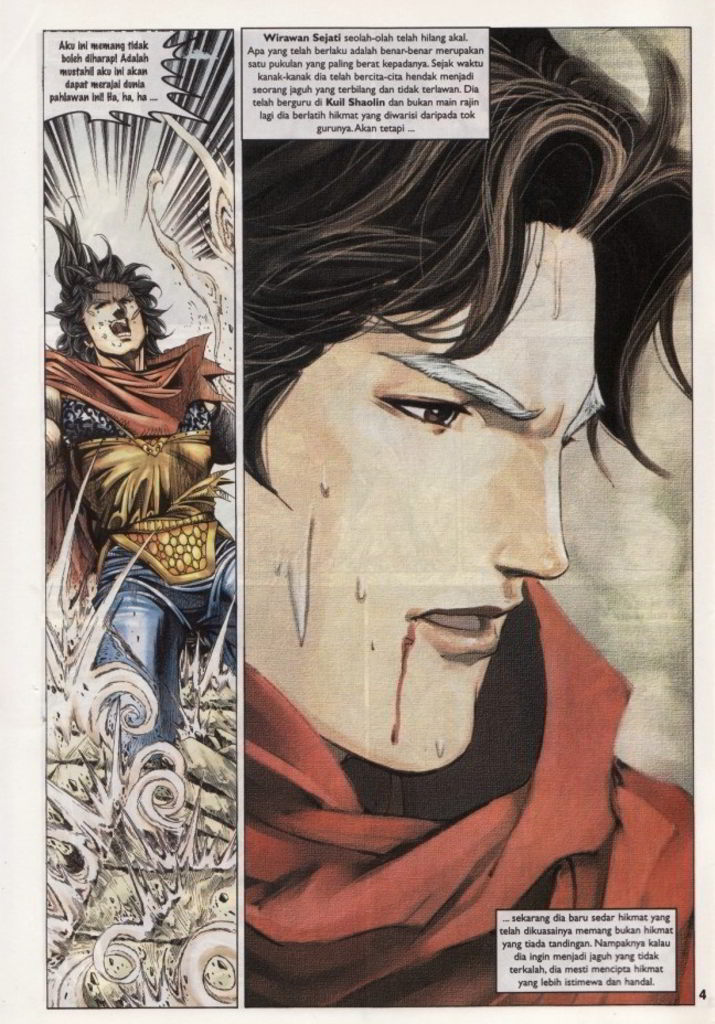 Aku ini memang tidak
boleh diharap! Adalah
mustahil aku ini akan
dapat merajai dunia
pahlawan ini! Ha, ha, ha ...
Wirawan Sejati seolah-olah telah hilang akal.
Apa yang telah berlaku adalah benar-benar merupakan
satu pukulan yang paling berat kepadanya. Sejak waktu
kanak-kanak dia telah bercita-cita hendak menjadi
seorang jaguh yang terbilang dan tidak terlawan. Dia
telah berguru di Kuil Shaolin dan bukan main rajin
lagi dia berlatih hikmat yang diwarisi daripada tok
gurunya. Akan tetapi ...
... sekarang dia baru sedar hikmat yang
telah dikuasainya memang bukan hikmat
yang tiada tandingan. Nampaknya kalau
dia ingin menjadi jaguh yang tidak
terkalah, dia mesti mencipta hikmat
yang lebih istimewa dan handal.
4